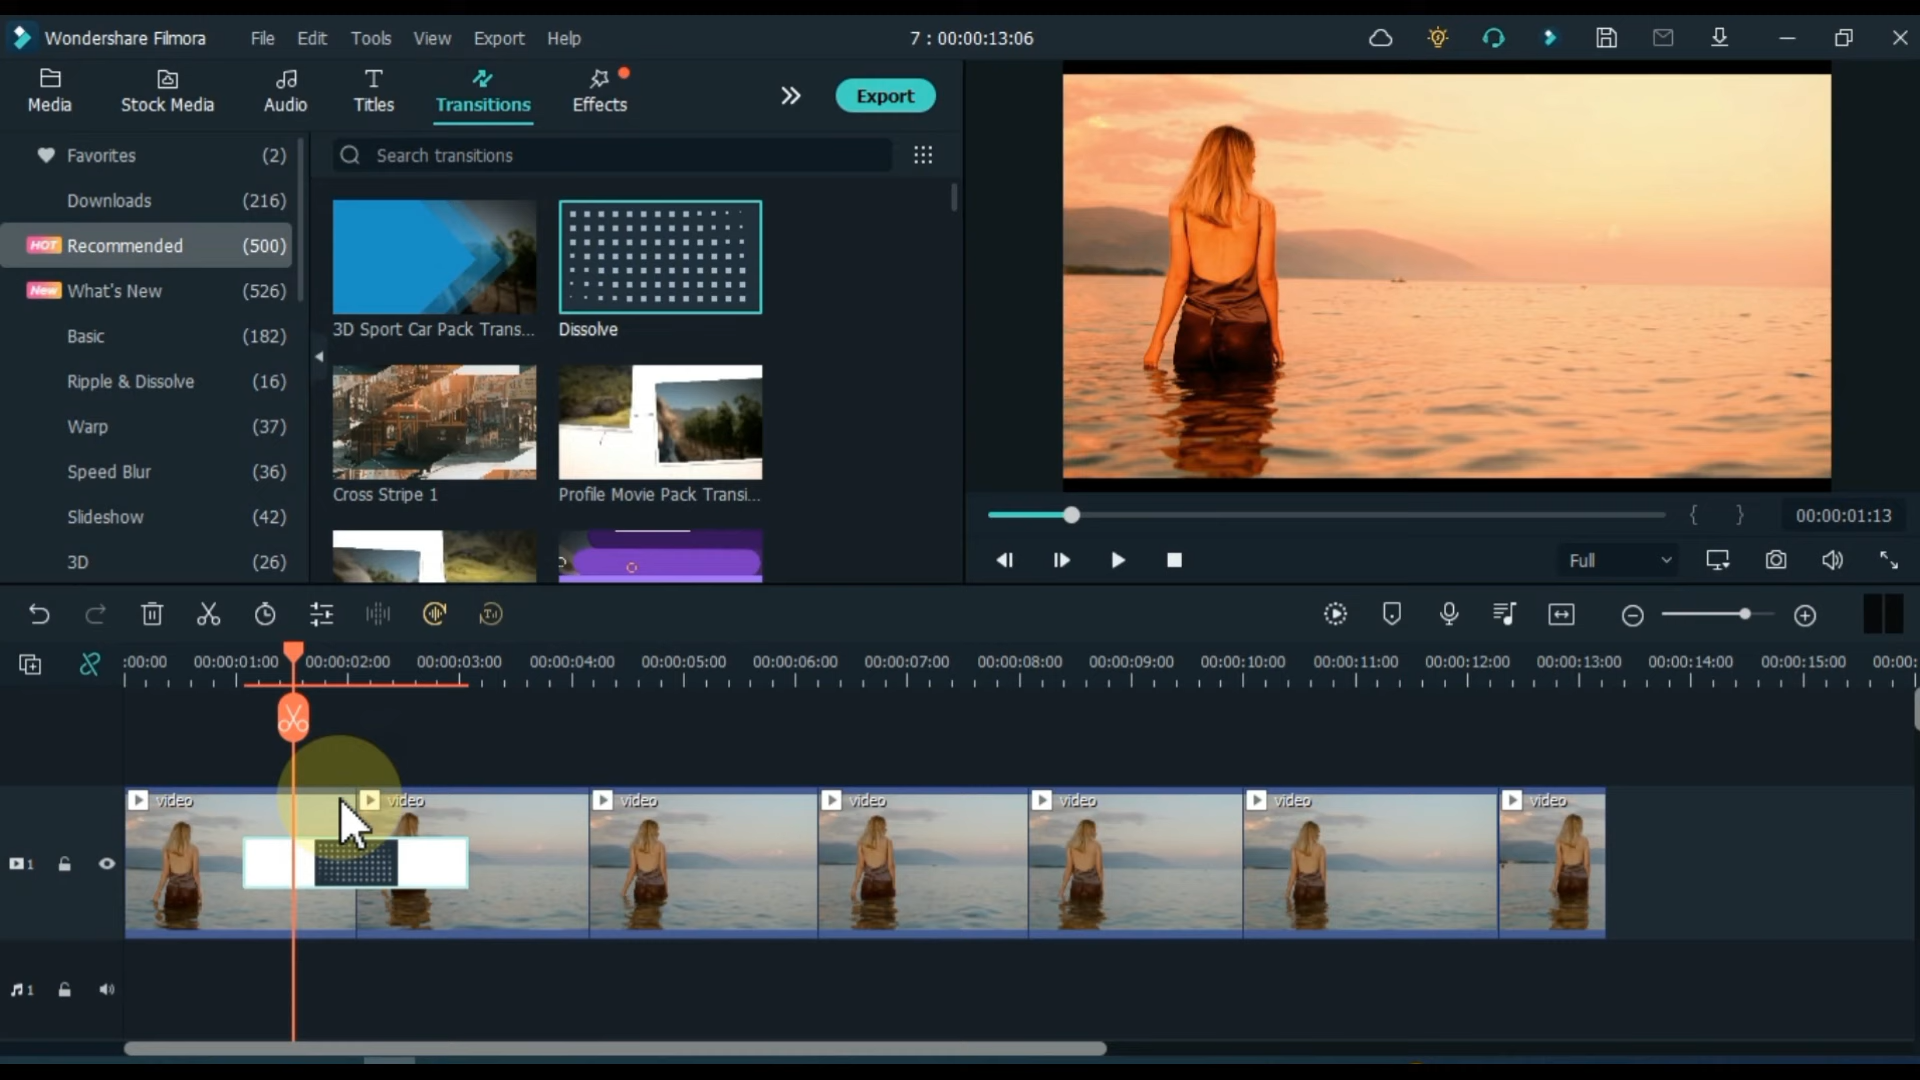 Wondershare Filmora File Edit Tools View Export Help 7 : 00:00:13:06
Media Stock Media Audio Titles Transitions Effects Export
Search transitions
Favorites (2)
Downloads (216)
HOT Recommended (500)
New What's New (526)
Basic (182)
Ripple & Dissolve (16)
Warp (37)
Speed Blur (36)
Slideshow (42)
3D (26)
3D Sport Car Pack Trans... Dissolve
Cross Stripe 1 Profile Movie Pack Transi...
{ } 00:00:01:13
Full
:00:00 00:00:01:00 00:00:02:00 00:00:03:00 00:00:04:00 00:00:05:00 00:00:06:00 00:00:07:00 00:00:08:00 00:00:09:00 00:00:10:00 00:00:11:00 00:00:12:00 00:00:13:00 00:00:14:00 00:00:15:00 00:00:
video video video video video video video
1
1